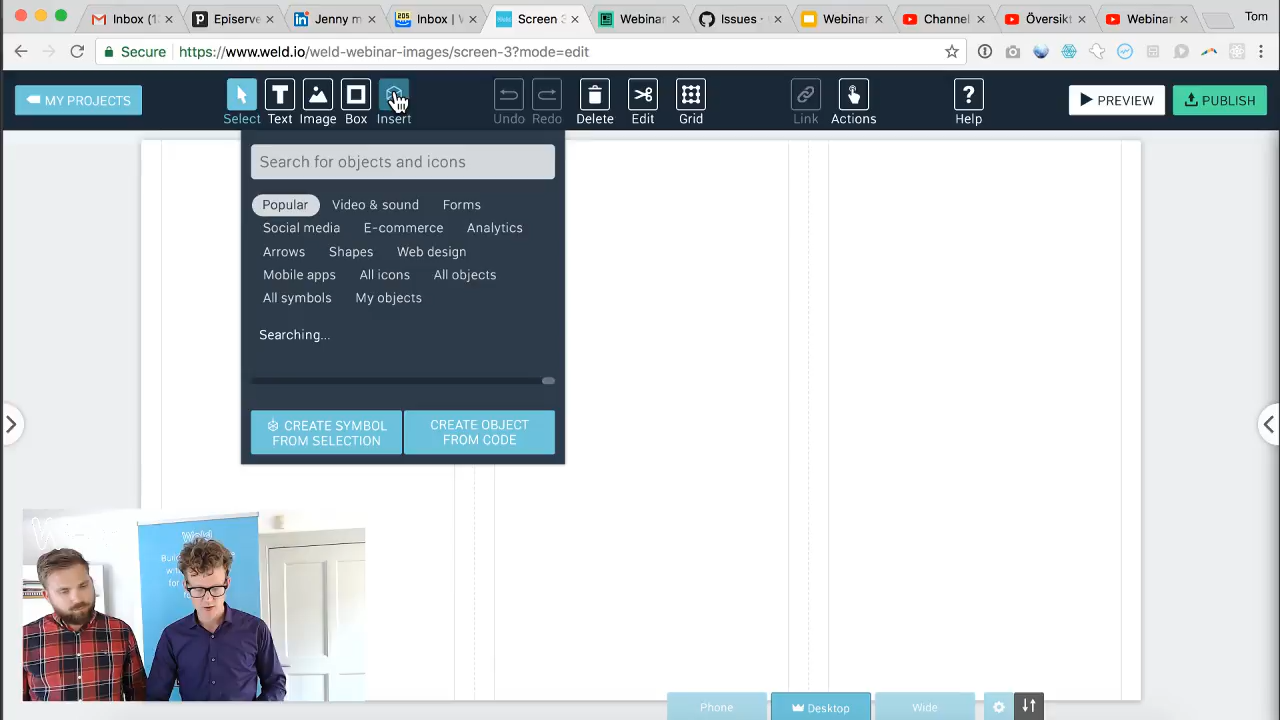 Inbox (1
Episerve
Jenny m
205
Inbox | W
Screen 3
Webinar
Issues ·
Webinar
Channel
Översikt
Webinar
Tom
Secure
https://www.weld.io/weld-webinar-images/screen-3?mode=edit
MY PROJECTS
Select
Text
Image
Box
Insert
Undo
Redo
Delete
Edit
Grid
Link
Actions
Help
PREVIEW
PUBLISH
Search for objects and icons
Popular Video & sound Forms
Social media E-commerce Analytics
Arrows Shapes Web design
Mobile apps All icons All objects
All symbols My objects
Searching...
CREATE SYMBOL
FROM SELECTION
CREATE OBJECT
FROM CODE
Weld
Phone
Desktop
Wide